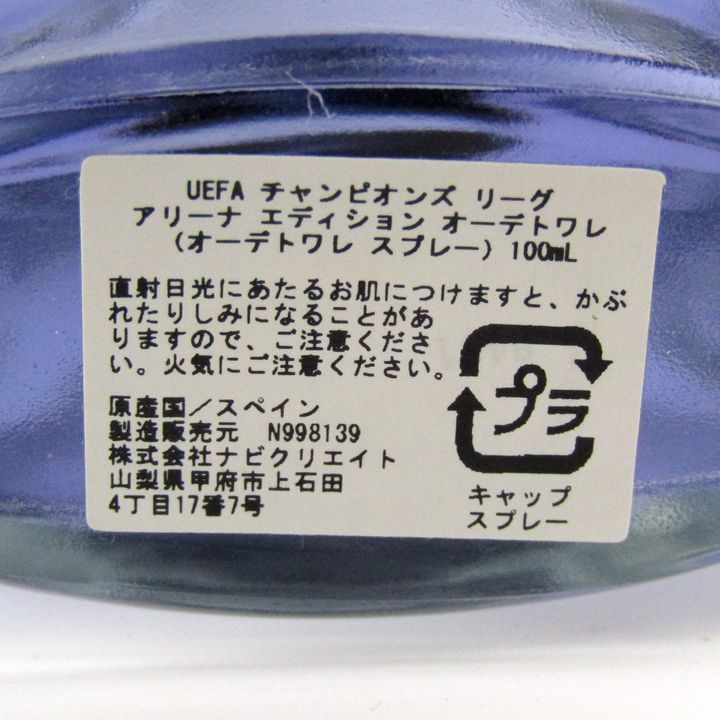 UEFA チャンピオンズ リーグ
アリーナ エディション オーデトワレ
(オーデトワレ スプレー) 100mL
直射日光にあたるお肌につけますと、かぶ
れたりしみになることがあ
りますので、ご注意くださ
い。火気にご注意ください。
原産国/スペイン
製造販売元 N998139
株式会社ナビクリエイト
山梨県甲府市上石田
4丁目17番7号
プラ
キャップ
スプレー